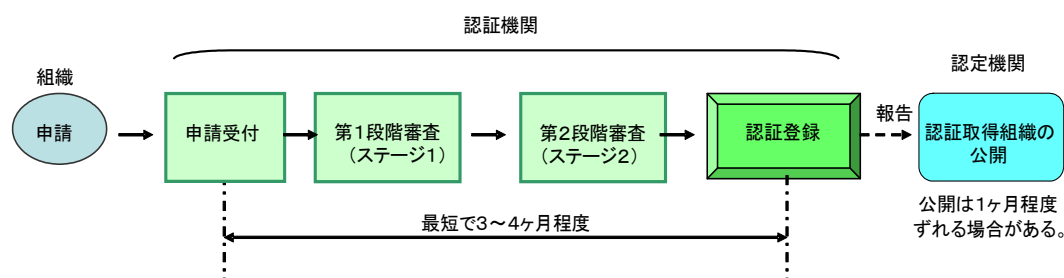 認証機関
組織
認定機関
申請
申請受付
第1段階審査
（ステージ1）
第2段階審査
（ステージ2）
認証登録
報告
認証取得組織の
公開
最短で3～4ヶ月程度
公開は1ヶ月程度
ずれる場合がある。